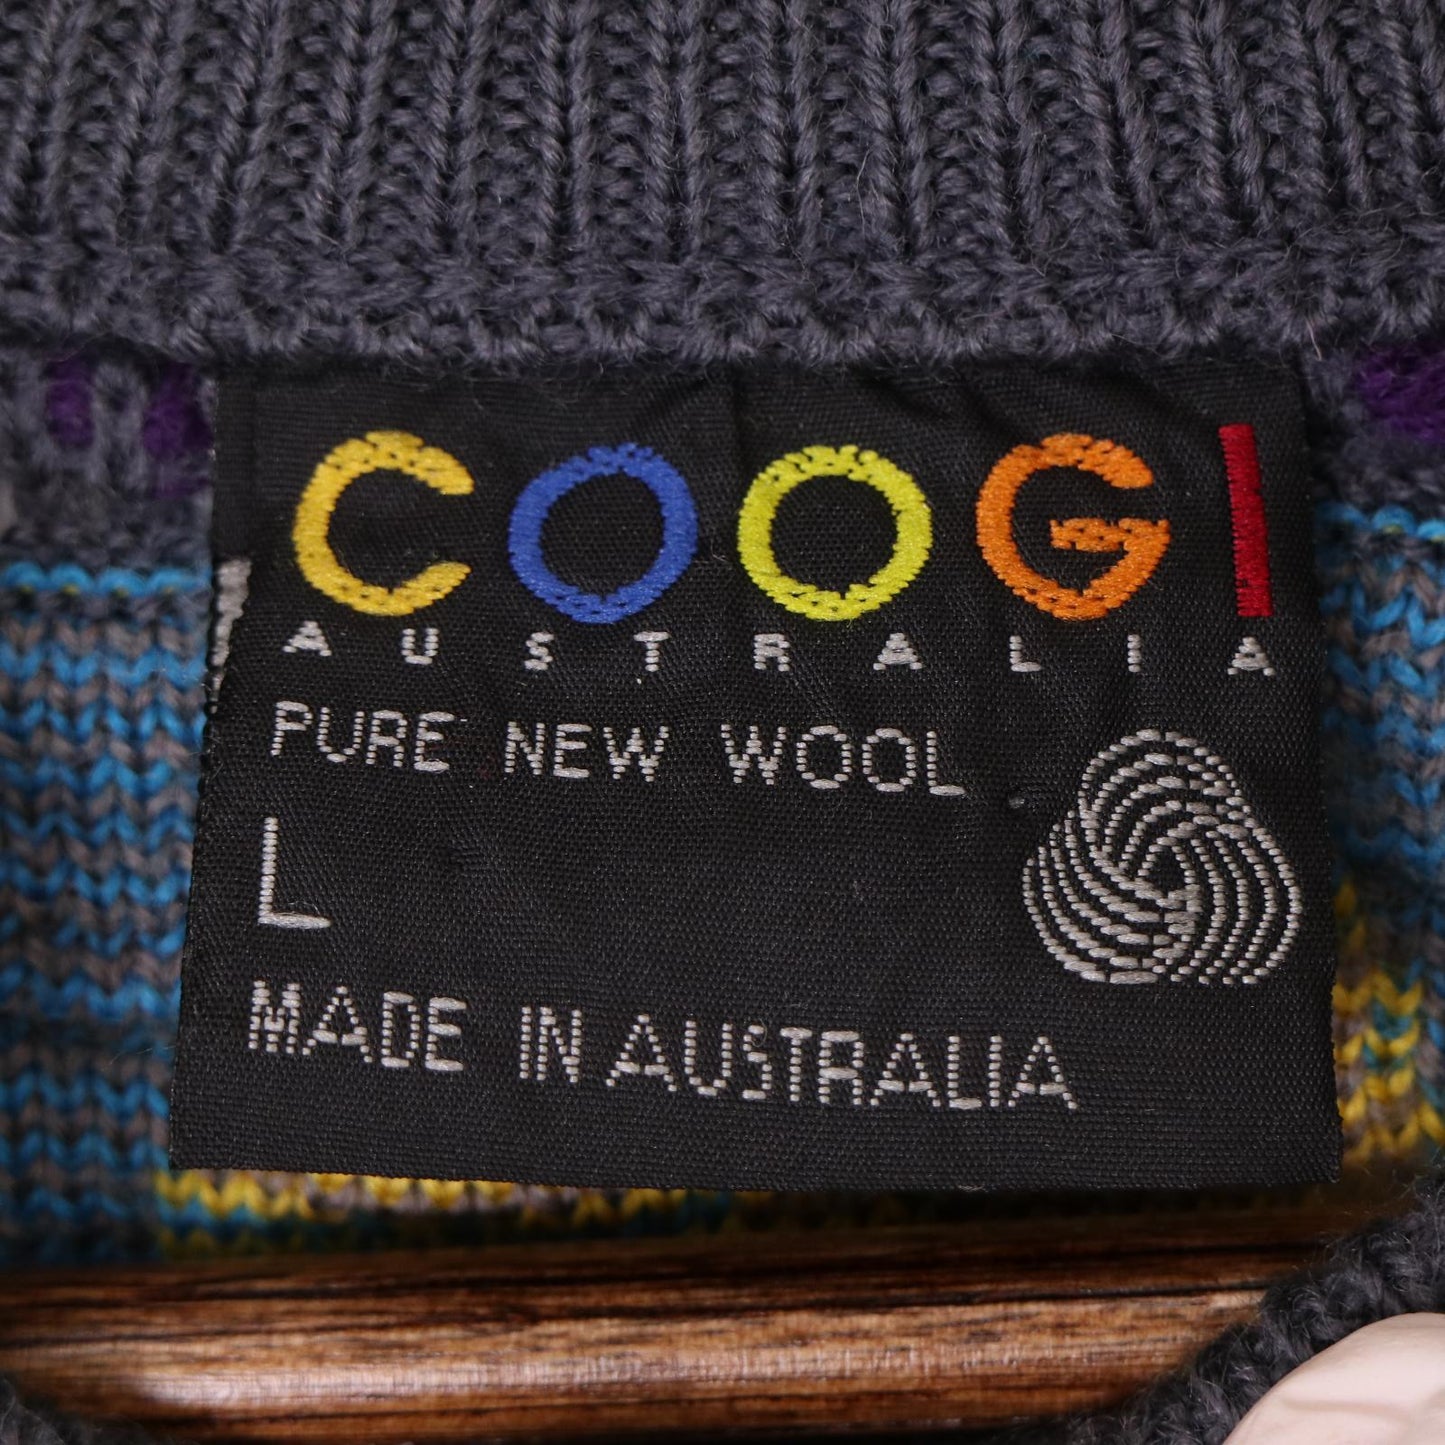 COOGI
AUSTRALIA
PURE NEW WOOL
L
MADE IN AUSTRALIA